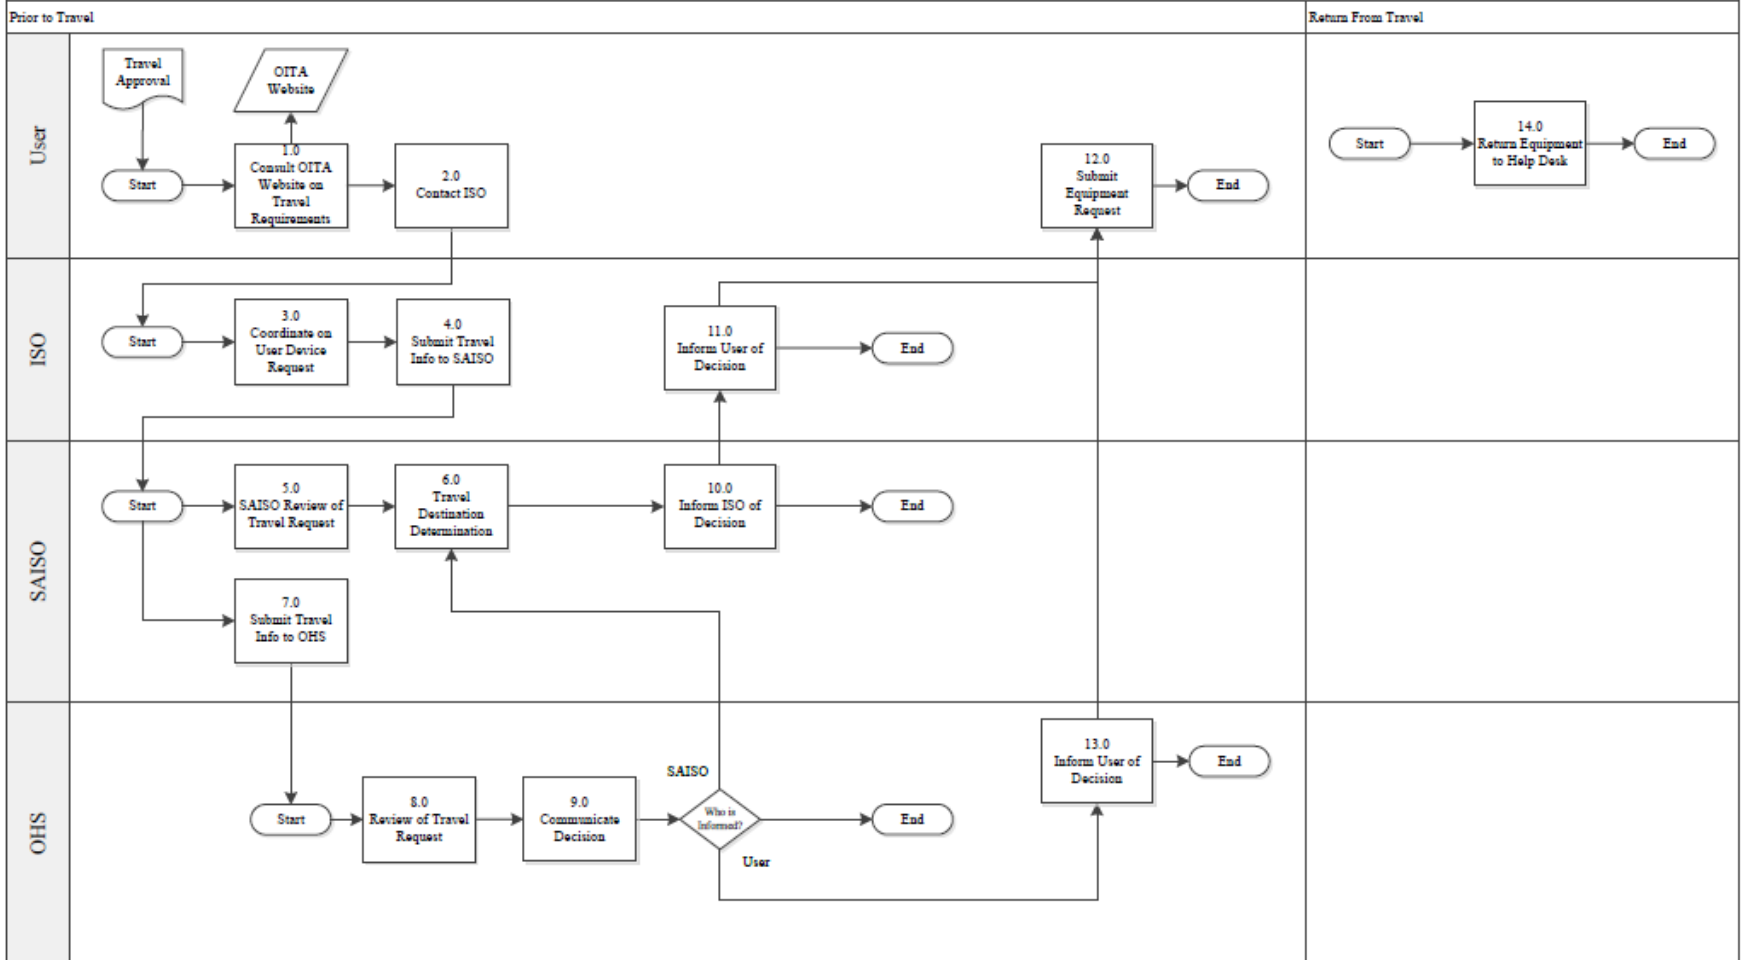 Prior to Travel
Return From Travel
User
Travel
Approval
OITA
Website
Start
1.0
Consult OITA
Website on
Travel
Requirements
2.0
Contact ISO
12.0
Submit
Equipment
Request
End
Start
14.0
Return Equipment
to Help Desk
End
ISO
Start
3.0
Coordinate on
User Device
Request
4.0
Submit Travel
Info to SAISO
11.0
Inform User of
Decision
End
SAISO
Start
5.0
SAISO Review of
Travel Request
6.0
Travel
Destination
Determination
10.0
Inform ISO of
Decision
End
7.0
Submit Travel
Info to OHS
OHS
Start
8.0
Review of Travel
Request
9.0
Communicate
Decision
SAISO
Who is
Informed?
User
End
13.0
Inform User of
Decision
End